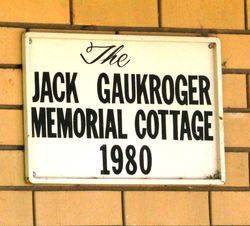 The
JACK GAUKROGER
MEMORIAL COTTAGE
1980